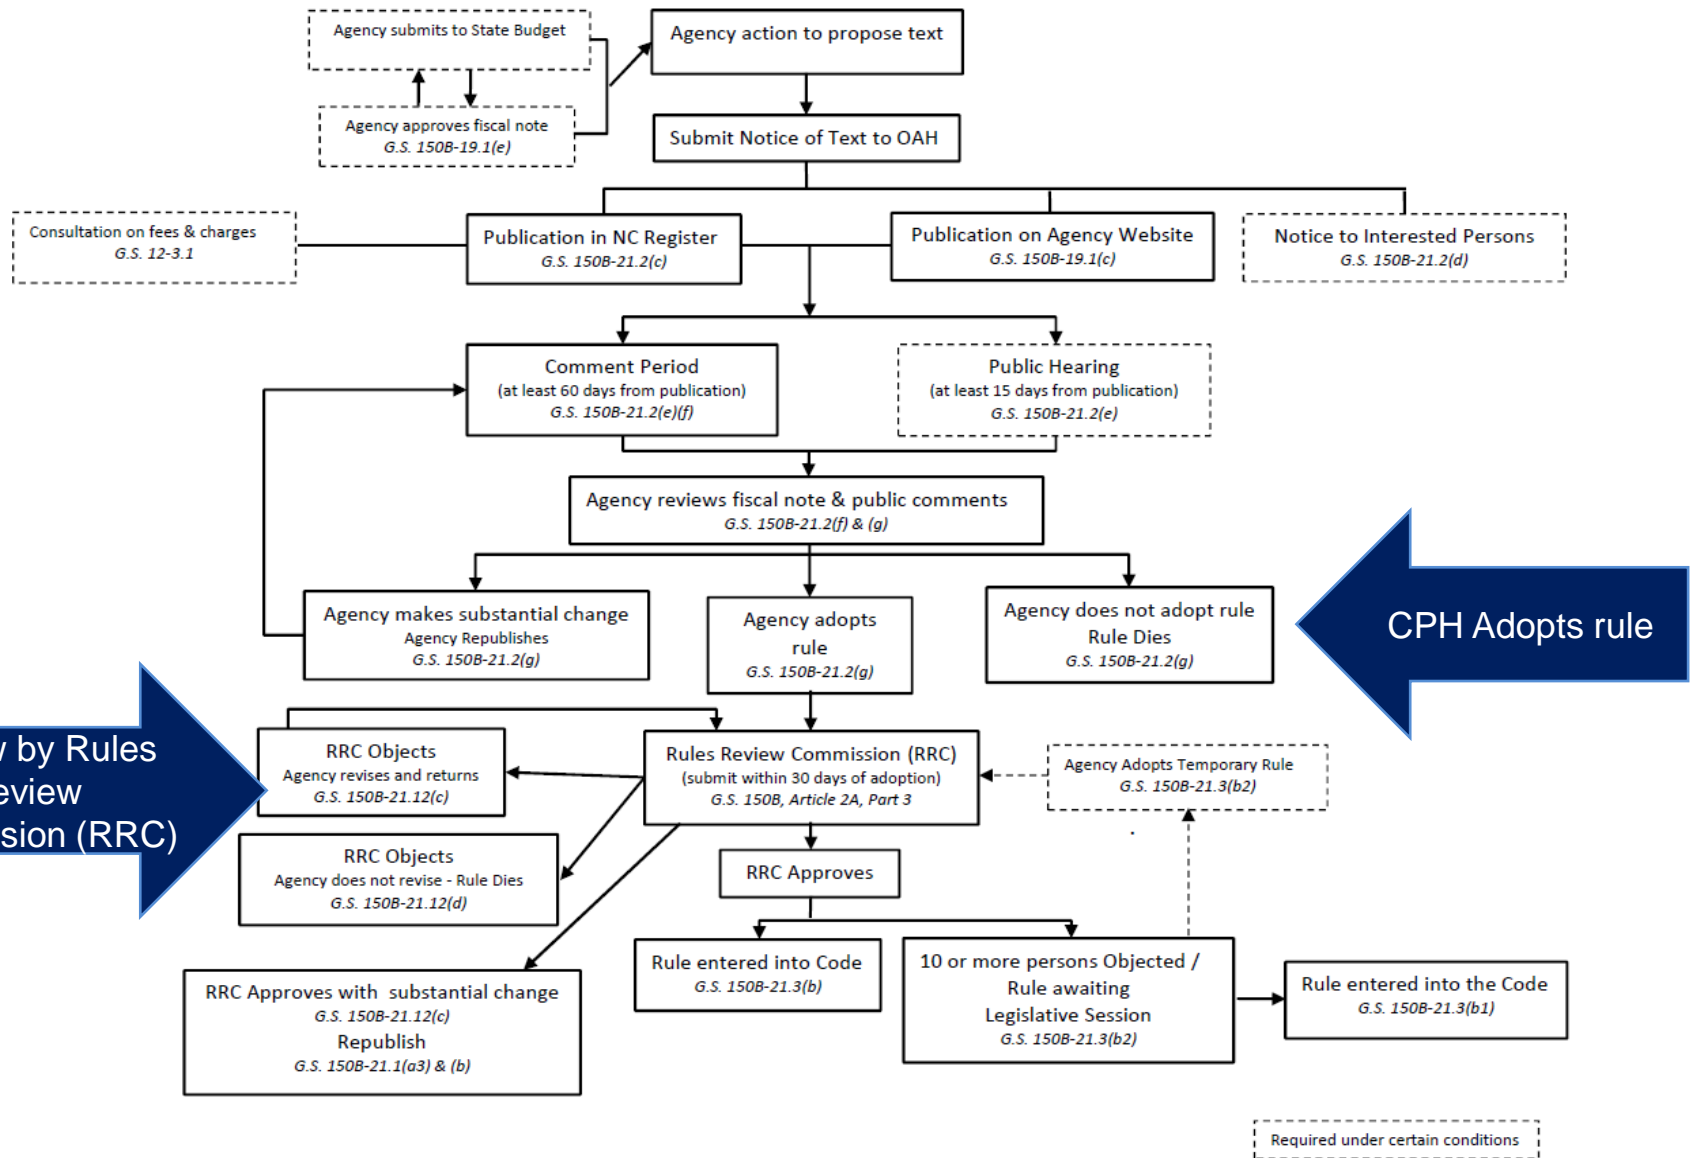 Agency submits to State Budget
Agency action to propose text
Agency approves fiscal note
G.S. 150B-19.1(e)
Submit Notice of Text to OAH
Consultation on fees & charges
G.S. 12-3.1
Publication in NC Register
G.S. 150B-21.2(c)
Publication on Agency Website
G.S. 150B-19.1(c)
Notice to Interested Persons
G.S. 150B-21.2(d)
Comment Period
(at least 60 days from publication)
G.S. 150B-21.2(e)(f)
Public Hearing
(at least 15 days from publication)
G.S. 150B-21.2(e)
Agency reviews fiscal note & public comments
G.S. 150B-21.2(f) & (g)
Agency makes substantial change
Agency Republishes
G.S. 150B-21.2(g)
Agency adopts
rule
G.S. 150B-21.2(g)
Agency does not adopt rule
Rule Dies
G.S. 150B-21.2(g)
CPH Adopts rule
w by Rules
eview
sion (RRC)
RRC Objects
Agency revises and returns
G.S. 150B-21.12(c)
Rules Review Commission (RRC)
(submit within 30 days of adoption)
G.S. 150B, Article 2A, Part 3
Agency Adopts Temporary Rule
G.S. 150B-21.3(b2)
RRC Objects
Agency does not revise - Rule Dies
G.S. 150B-21.12(d)
RRC Approves
RRC Approves with substantial change
G.S. 150B-21.12(c)
Republish
G.S. 150B-21.1(a3) & (b)
Rule entered into Code
G.S. 150B-21.3(b)
10 or more persons Objected /
Rule awaiting
Legislative Session
G.S. 150B-21.3(b2)
Rule entered into the Code
G.S. 150B-21.3(b1)
Required under certain conditions